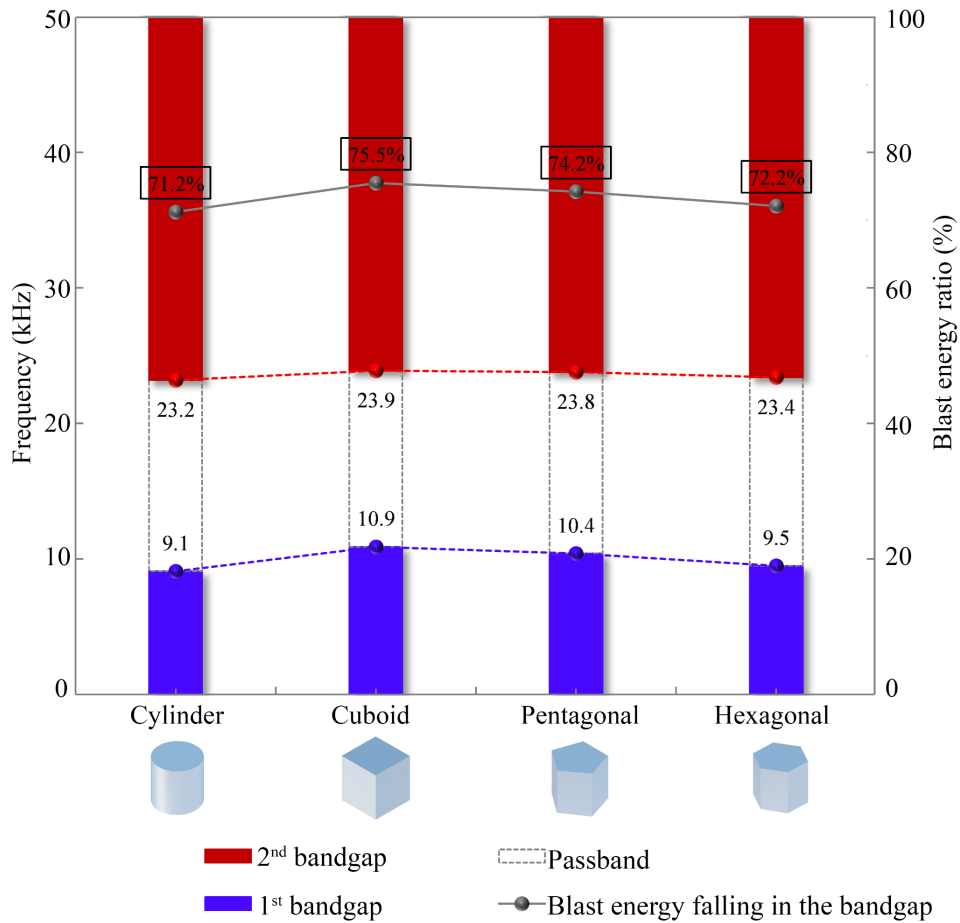 50
40
30
20
10
0
Frequency (kHz)
100
80
60
40
20
0
Blast energy ratio (%)
71.2%
75.5%
74.2%
72.2%
23.2
23.9
23.8
23.4
9.1
10.9
10.4
9.5
Cylinder
Cuboid
Pentagonal
Hexagonal
2nd bandgap
Passband
1st bandgap
Blast energy falling in the bandgap